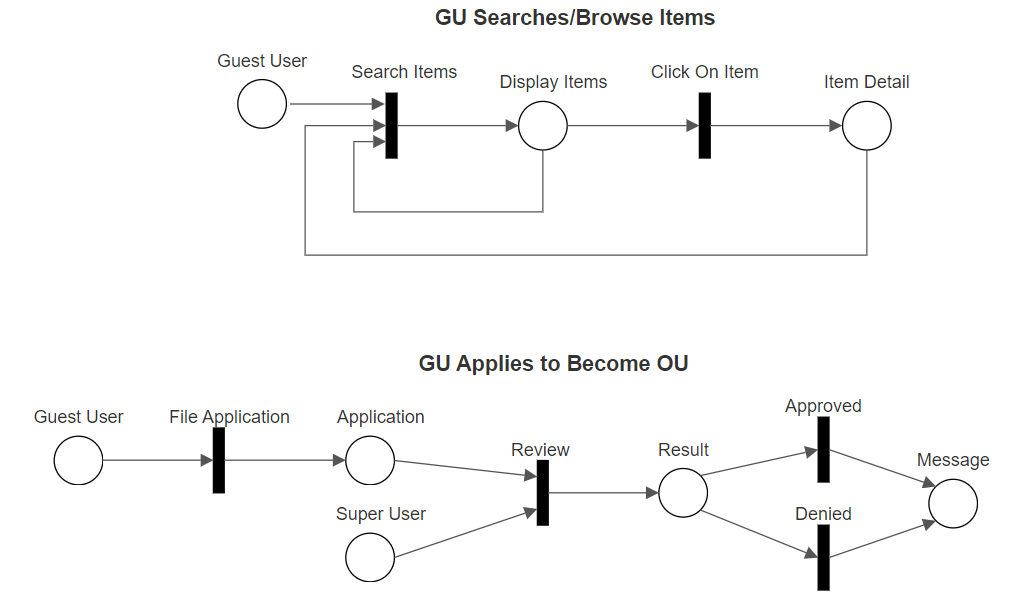 GU Searches/Browse Items
Guest User
Search Items
Display Items
Click On Item
Item Detail
GU Applies to Become OU
Guest User
File Application
Application
Super User
Review
Result
Approved
Denied
Message